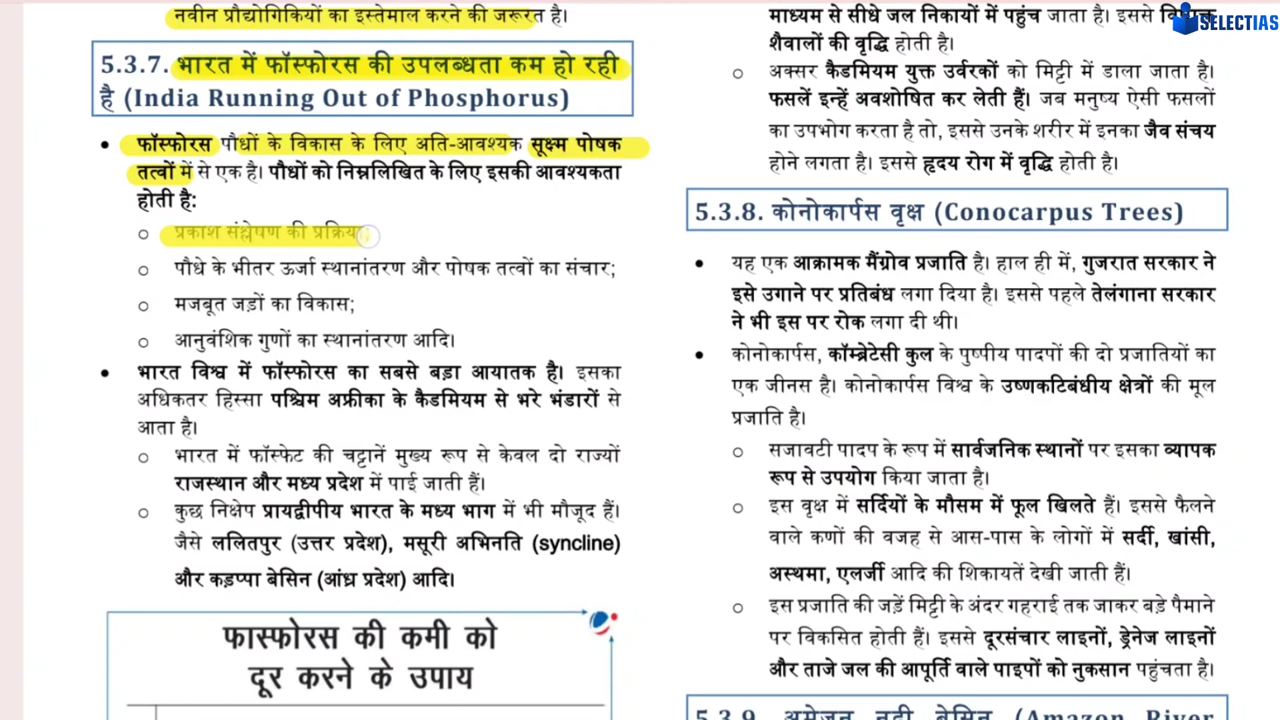 नवीन प्रौद्योगिकियों का इस्तेमाल करने की जरूरत है।
5.3.7. भारत में फॉस्फोरस की उपलब्धता कम हो रही
है (India Running Out of Phosphorus)
• फॉस्फोरस पौधों के विकास के लिए अति-आवश्यक सूक्ष्म पोषक
तत्वों में से एक है। पौधों को निम्नलिखित के लिए इसकी आवश्यकता
होती है:
○ प्रकाश संश्लेषण की प्रक्रिया;
○ पौधे के भीतर ऊर्जा स्थानांतरण और पोषक तत्वों का संचार;
○ मजबूत जड़ों का विकास;
○ आनुवंशिक गुणों का स्थानांतरण आदि।
• भारत विश्व में फॉस्फोरस का सबसे बड़ा आयातक है। इसका
अधिकतर हिस्सा पश्चिम अफ्रीका के कैडमियम से भरे भंडारों से
आता है।
○ भारत में फॉस्फेट की चट्टानें मुख्य रूप से केवल दो राज्यों
राजस्थान और मध्य प्रदेश में पाई जाती हैं।
○ कुछ निक्षेप प्रायद्वीपीय भारत के मध्य भाग में भी मौजूद हैं।
जैसे ललितपुर (उत्तर प्रदेश), मसूरी अभिनति (syncline)
और कड़प्पा बेसिन (आंध्र प्रदेश) आदि।
फास्फोरस की कमी को
दूर करने के उपाय
माध्यम से सीधे जल निकायों में पहुंच जाता है। इससे
शैवालों की वृद्धि होती है।
○ अक्सर कैडमियम युक्त उर्वरकों को मिट्टी में डाला जाता है।
फसलें इन्हें अवशोषित कर लेती हैं। जब मनुष्य ऐसी फसलों
का उपभोग करता है तो, इससे उनके शरीर में इनका जैव संचय
होने लगता है। इससे हृदय रोग में वृद्धि होती है।
5.3.8. कोनोकार्पस वृक्ष (Conocarpus Trees)
• यह एक आक्रामक मैंग्रोव प्रजाति है। हाल ही में, गुजरात सरकार ने
इसे उगाने पर प्रतिबंध लगा दिया है। इससे पहले तेलंगाना सरकार
ने भी इस पर रोक लगा दी थी।
• कोनोकार्पस, कॉम्ब्रेटेसी कुल के पुष्पीय पादपों की दो प्रजातियों का
एक जीनस है। कोनोकार्पस विश्व के उष्णकटिबंधीय क्षेत्रों की मूल
प्रजाति है।
○ सजावटी पादप के रूप में सार्वजनिक स्थानों पर इसका व्यापक
रूप से उपयोग किया जाता है।
○ इस वृक्ष में सर्दियों के मौसम में फूल खिलते हैं। इससे फैलने
वाले कणों की वजह से आस-पास के लोगों में सर्दी, खांसी,
अस्थमा, एलर्जी आदि की शिकायतें देखी जाती हैं।
○ इस प्रजाति की जड़ें मिट्टी के अंदर गहराई तक जाकर बड़े पैमाने
पर विकसित होती हैं। इससे दूरसंचार लाइनों, ड्रेनेज लाइनों
और ताजे जल की आपूर्ति वाले पाइपों को नुकसान पहुंचता है।
5.3.9. अमेजन नदी बेसिन (Amazon River
SELECTIAS